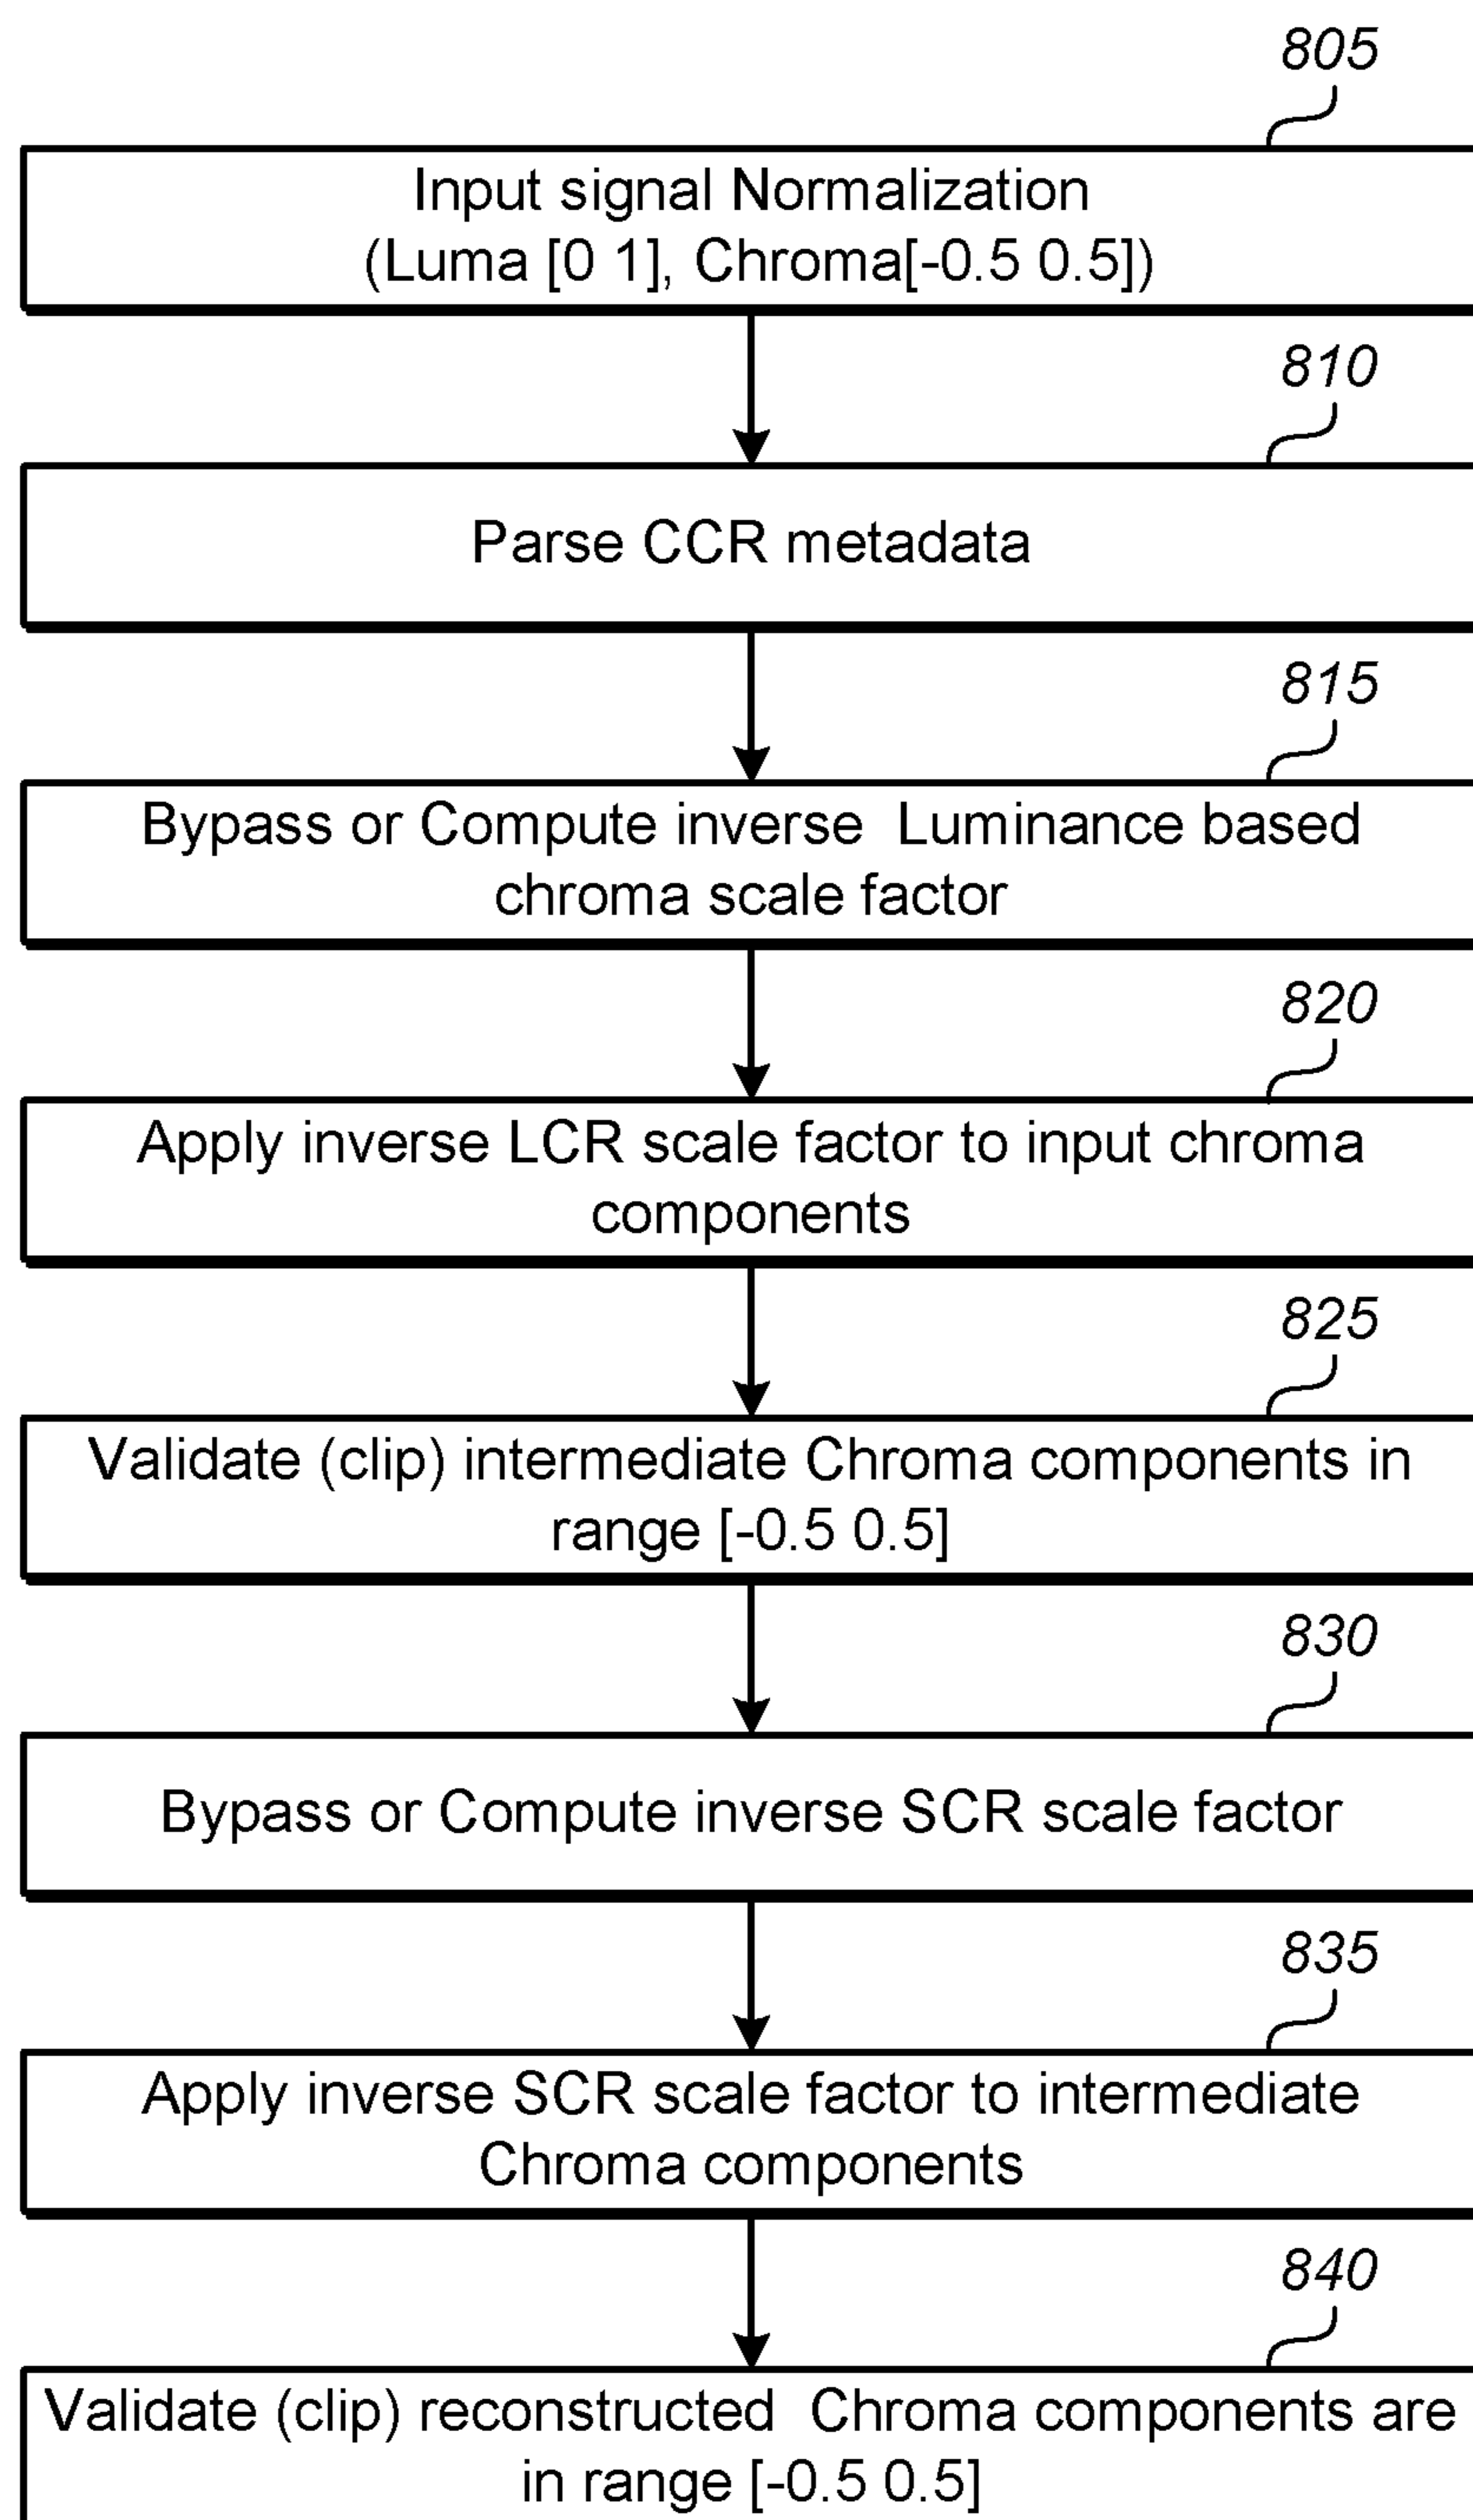 805
Input signal Normalization
(Luma [0 1], Chroma[-0.5 0.5])
810
Parse CCR metadata
815
Bypass or Compute inverse Luminance based
chroma scale factor
820
Apply inverse LCR scale factor to input chroma
components
825
Validate (clip) intermediate Chroma components in
range [-0.5 0.5]
830
Bypass or Compute inverse SCR scale factor
835
Apply inverse SCR scale factor to intermediate
Chroma components
840
Validate (clip) reconstructed Chroma components are
in range [-0.5 0.5]